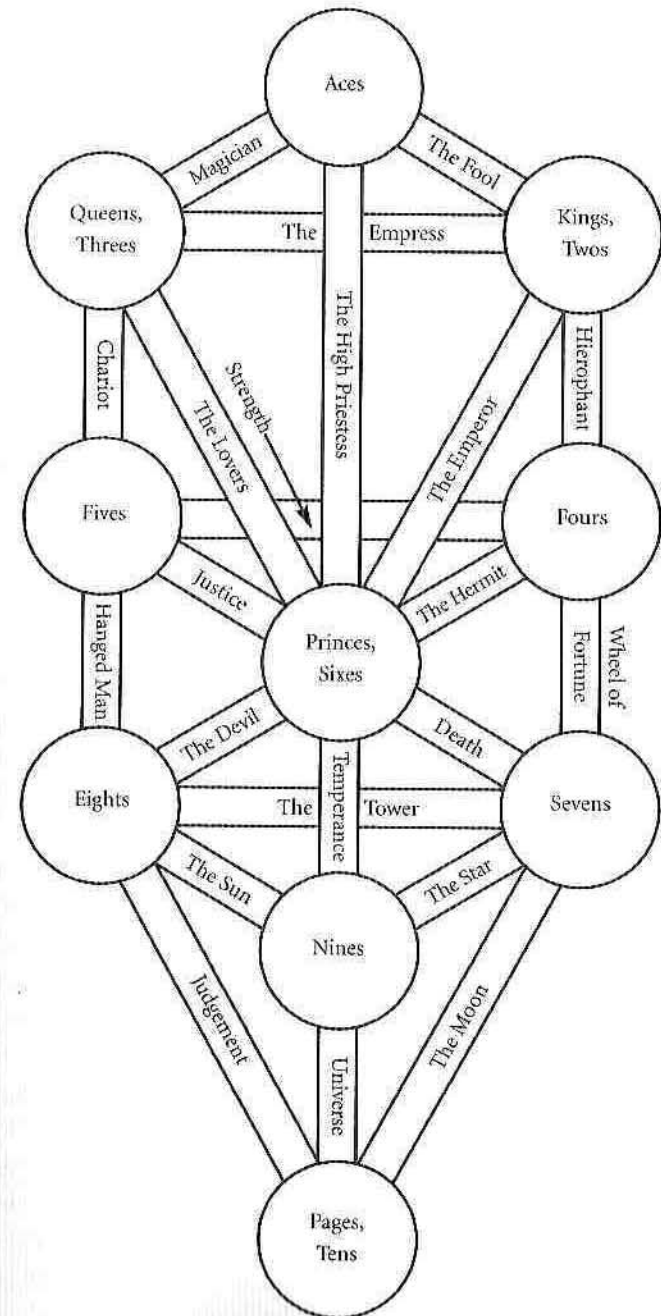 Aces
Magician
The Fool
Queens,
Threes
The Empress
Kings,
Twos
Chariot
The Lovers
Strength
The High Priestess
The Emperor
Hierophant
Fives
Fours
Justice
The Hermit
Princes,
Sixes
Hanged Man
Wheel of
Fortune
The Devil
Death
Eights
The Tower
Temperance
Sevens
The Sun
The Star
Nines
Judgement
Universe
The Moon
Pages,
Tens